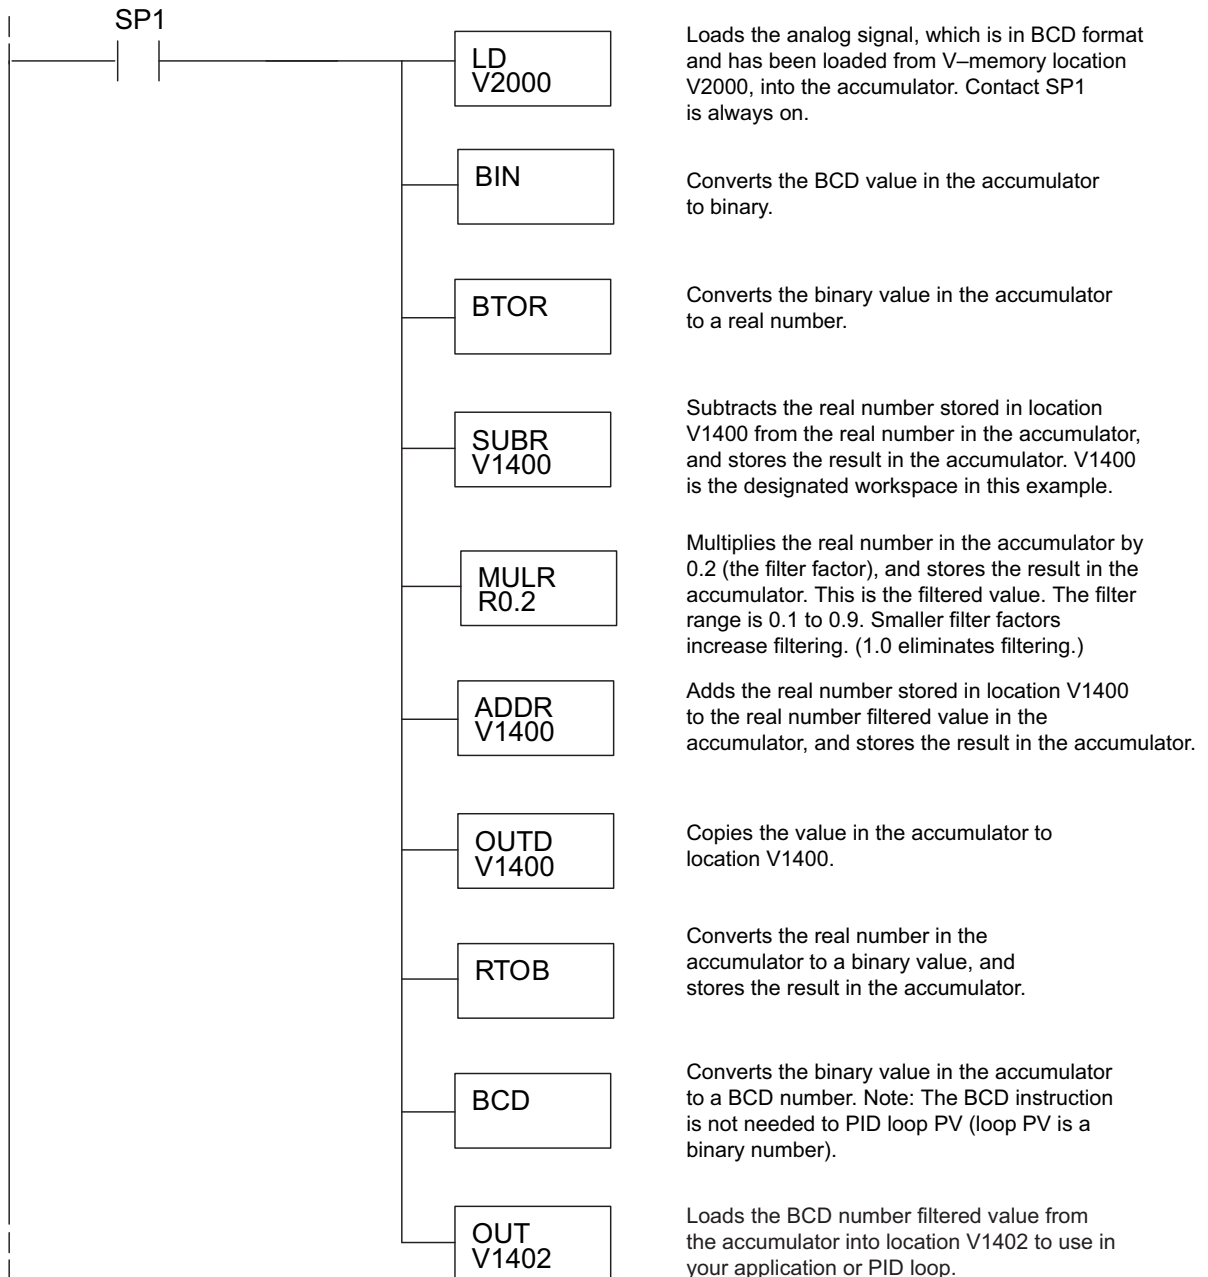 SP1
LD
V2000
Loads the analog signal, which is in BCD format
and has been loaded from V–memory location
V2000, into the accumulator. Contact SP1
is always on.
BIN
Converts the BCD value in the accumulator
to binary.
BTOR
Converts the binary value in the accumulator
to a real number.
SUBR
V1400
Subtracts the real number stored in location
V1400 from the real number in the accumulator,
and stores the result in the accumulator. V1400
is the designated workspace in this example.
MULR
R0.2
Multiplies the real number in the accumulator by
0.2 (the filter factor), and stores the result in the
accumulator. This is the filtered value. The filter
range is 0.1 to 0.9. Smaller filter factors
increase filtering. (1.0 eliminates filtering.)
ADDR
V1400
Adds the real number stored in location V1400
to the real number filtered value in the
accumulator, and stores the result in the accumulator.
OUTD
V1400
Copies the value in the accumulator to
location V1400.
RTOB
Converts the real number in the
accumulator to a binary value, and
stores the result in the accumulator.
BCD
Converts the binary value in the accumulator
to a BCD number. Note: The BCD instruction
is not needed to PID loop PV (loop PV is a
binary number).
OUT
V1402
Loads the BCD number filtered value from
the accumulator into location V1402 to use in
your application or PID loop.